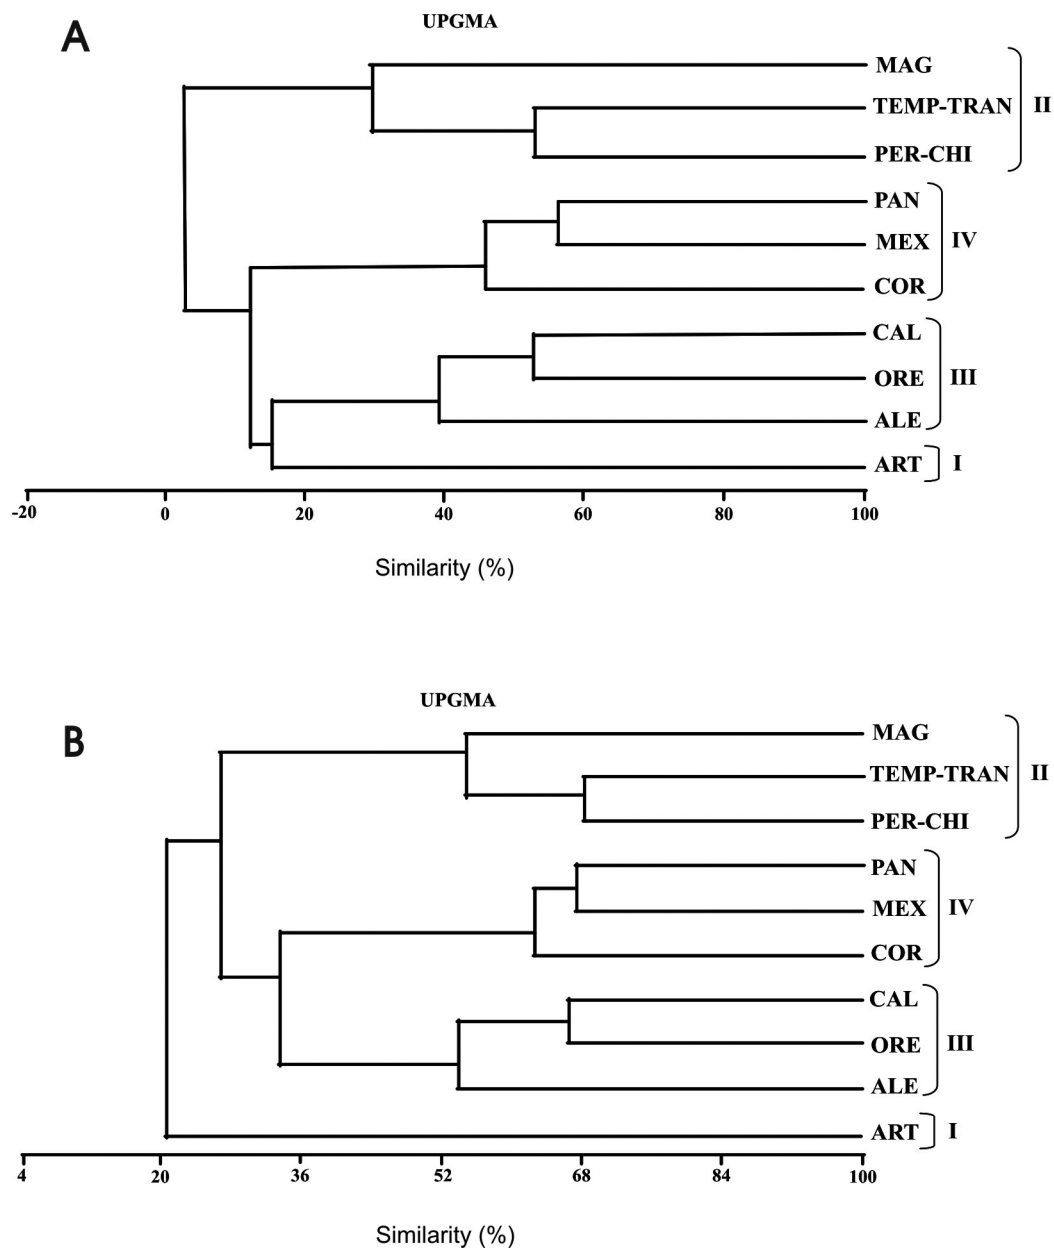 A
UPGMA
MAG
TEMP-TRAN
II
PER-CHI
PAN
MEX
IV
COR
CAL
ORE
III
ALE
ART
I
-20 0 20 40 60 80 100
Similarity (%)
UPGMA
B
MAG
TEMP-TRAN
II
PER-CHI
PAN
MEX
IV
COR
CAL
ORE
III
ALE
ART
I
4 20 36 52 68 84 100
Similarity (%)